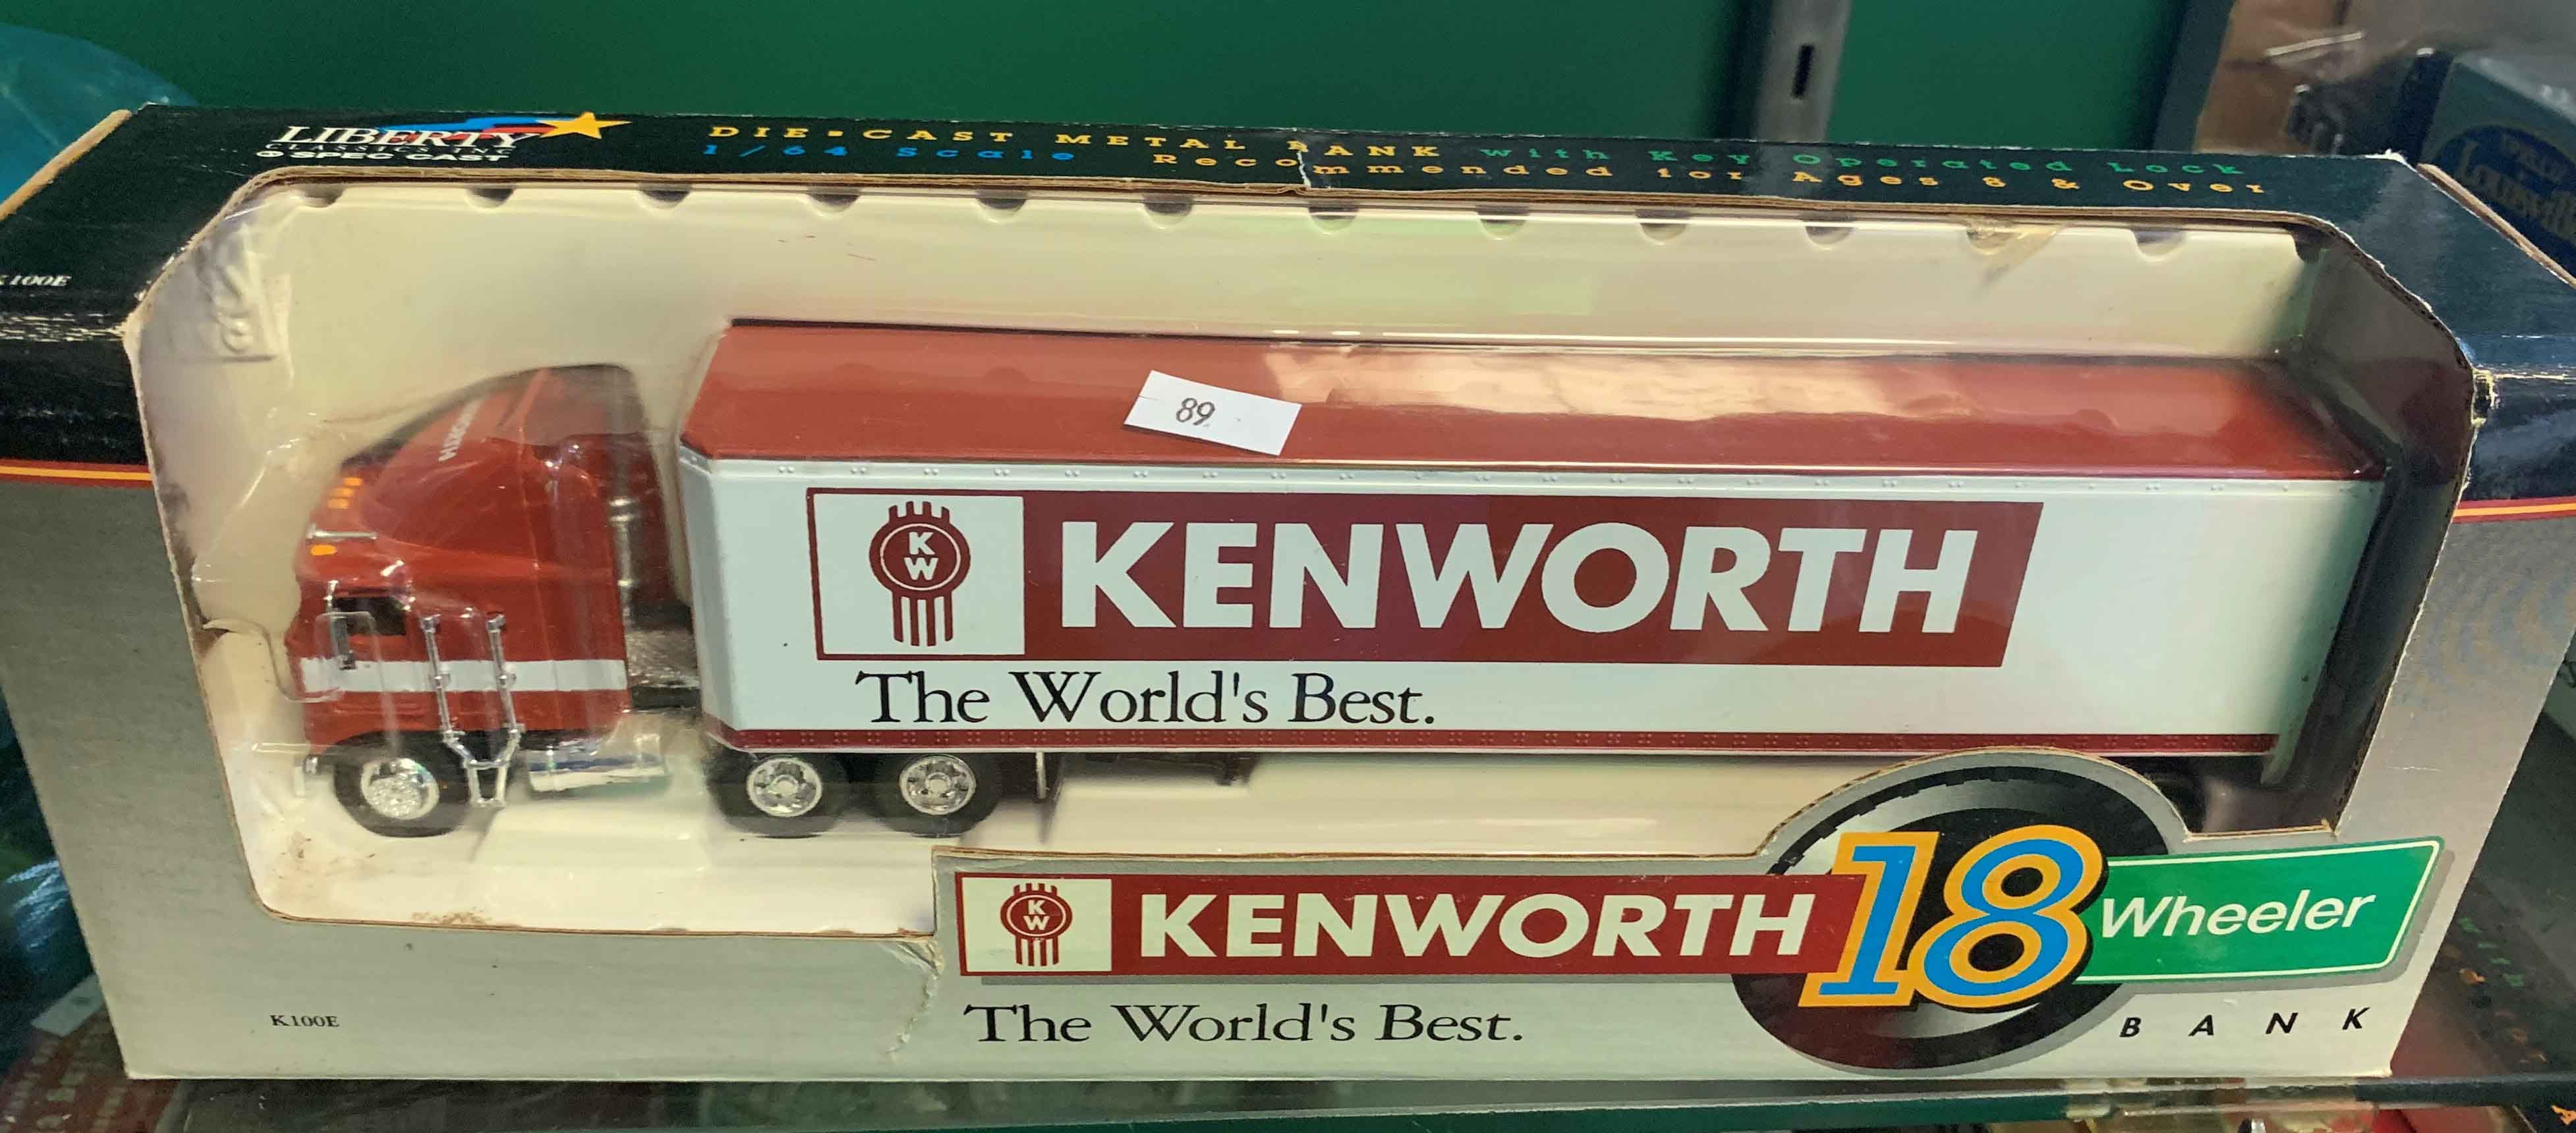 LIBERTY
CLASSICS INC
SPEC CAST
DIE-CAST METAL BANK with Key Operated Lock
1/64 Scale Recommended for Ages 8 & Over
K100E
KENWORTH
89
KW
KENWORTH
The World's Best.
KW
KENWORTH 18 Wheeler
The World's Best.
BANK
K100E